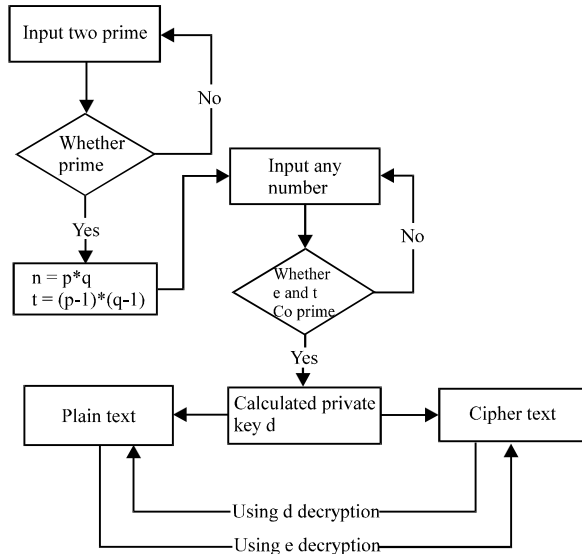 Input two prime
No
Whether
prime
Yes
n = p*q
t = (p-1)*(q-1)
Input any
number
No
Whether
e and t
Co prime
Yes
Calculated private
key d
Plain text
Cipher text
Using d decryption
Using e decryption